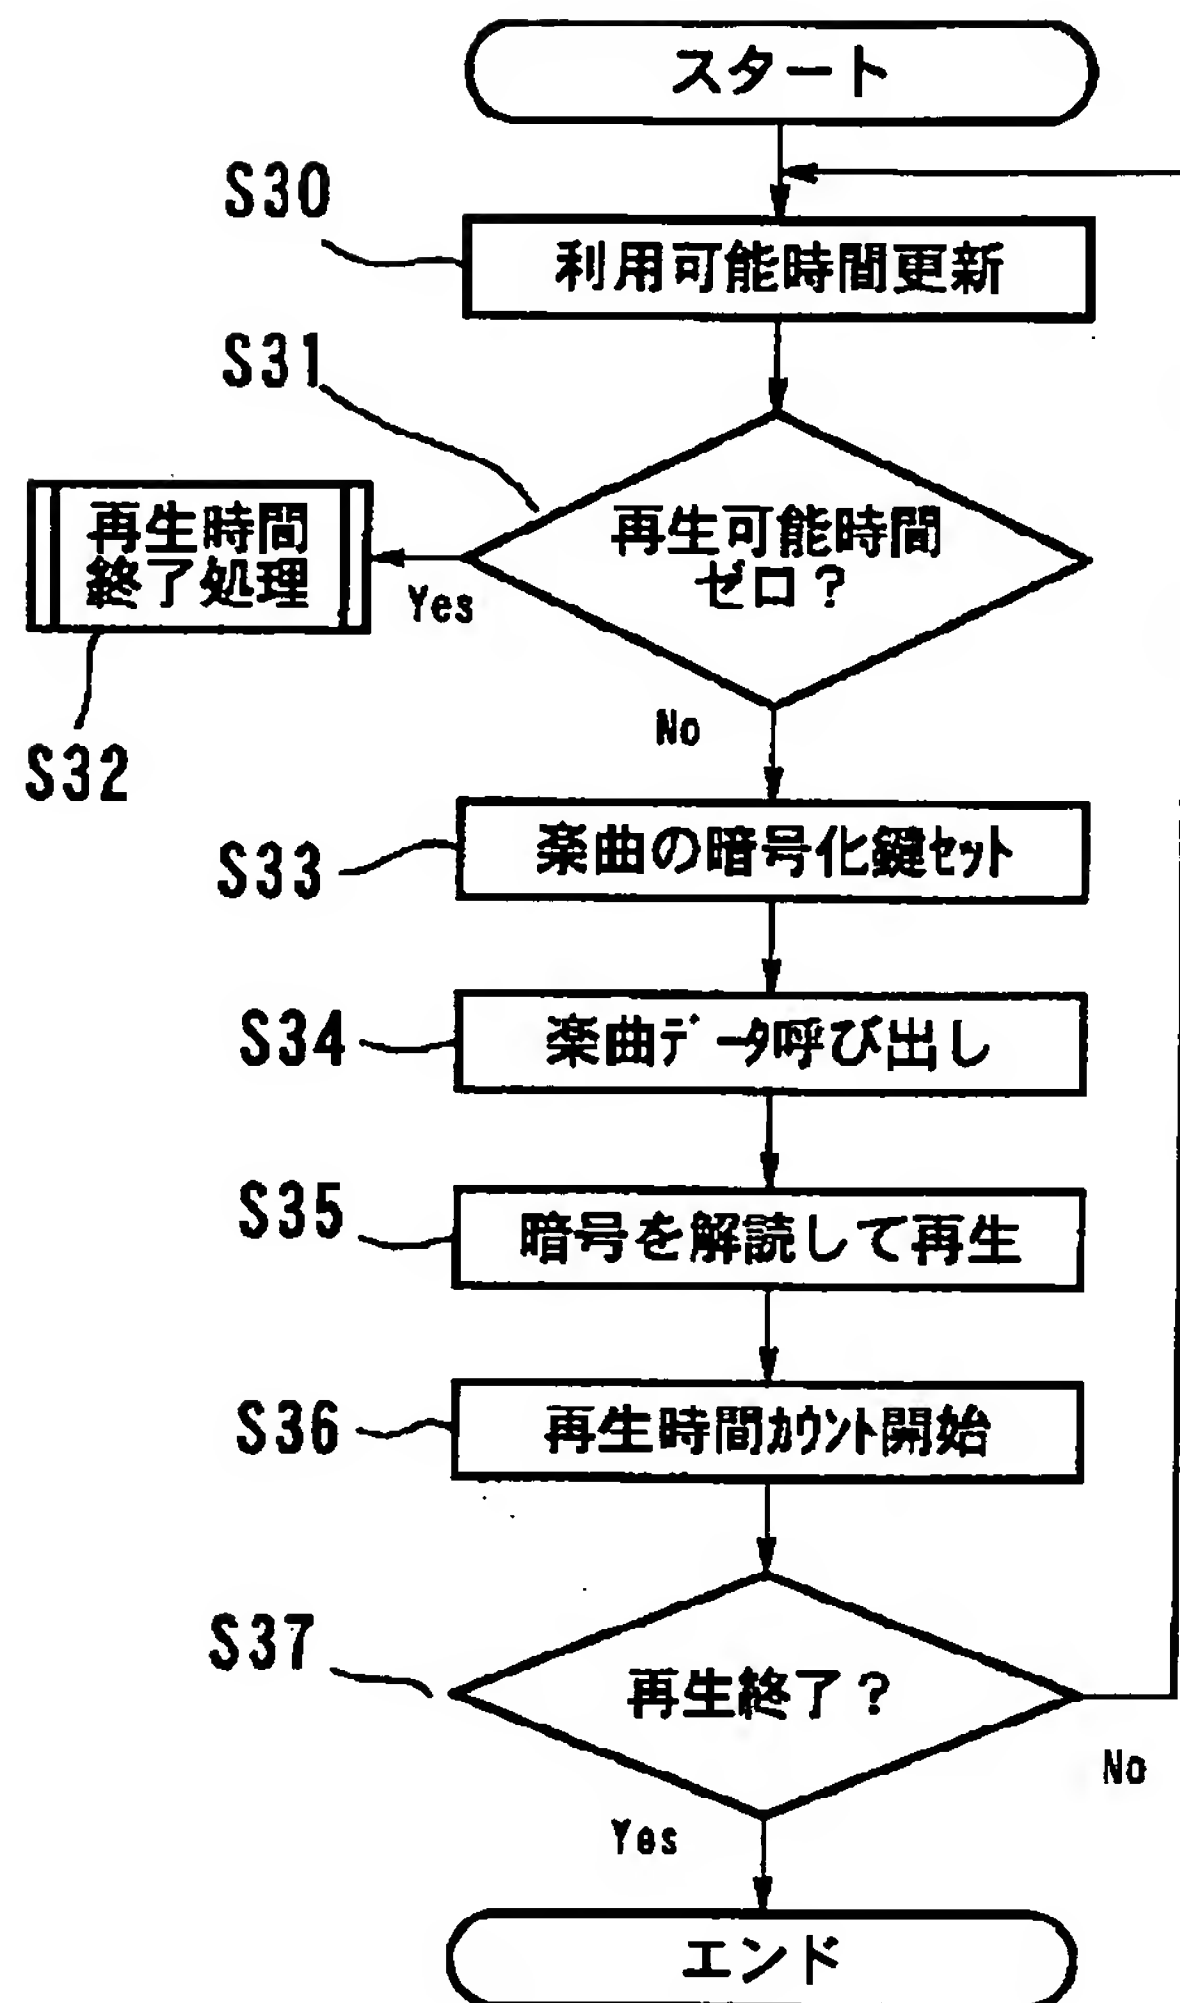 スタート
S30
利用可能時間更新
S31
再生可能時間
ゼロ?
再生時間
終了処理
Yes
S32
No
S33
楽曲の暗号化鍵ｾｯﾄ
S34
楽曲ﾃﾞｰﾀ呼び出し
S35
暗号を解読して再生
S36
再生時間ｶｳﾝﾄ開始
S37
再生終了?
No
Yes
エンド